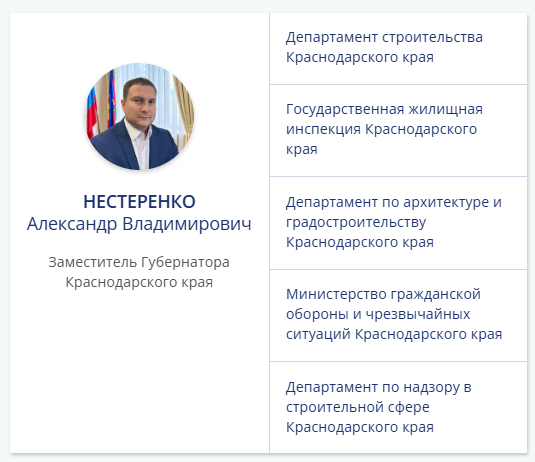 НЕСТЕРЕНКО
Александр Владимирович
Заместитель Губернатора
Краснодарского края
Департамент строительства
Краснодарского края
Государственная жилищная
инспекция Краснодарского
края
Департамент по архитектуре и
градостроительству
Краснодарского края
Министерство гражданской
обороны и чрезвычайных
ситуаций Краснодарского края
Департамент по надзору в
строительной сфере
Краснодарского края